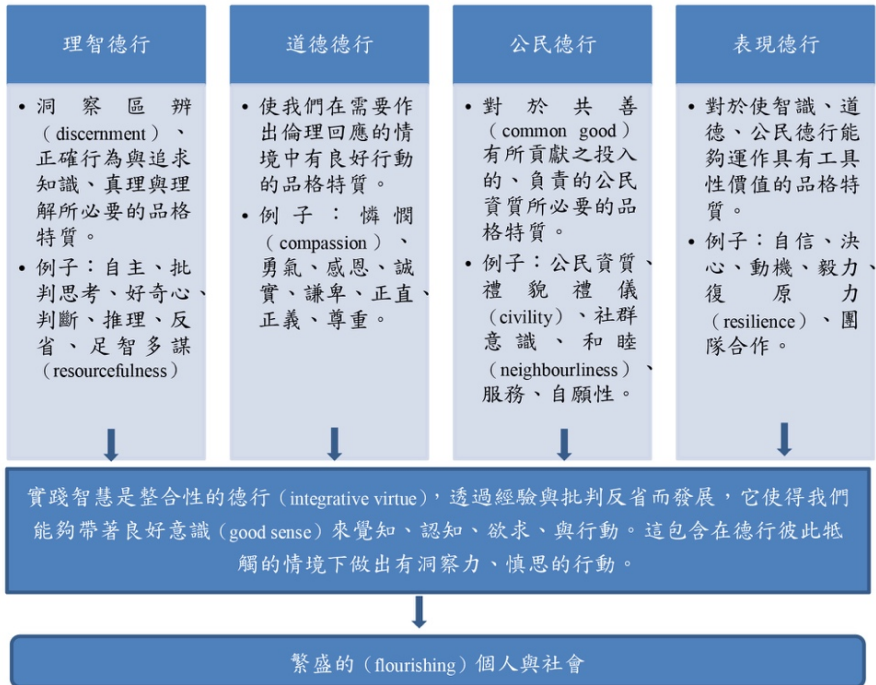 理智德行
• 洞察區辨
(discernment)、
正確行為與追求
知識、真理與理
解所必要的品格
特質。
• 例子：自主、批
判思考、好奇心、
判斷、推理、反
省、足智多謀
(resourcefulness)
道德德行
• 使我們在需要作
出倫理回應的情
境中有良好行動
的品格特質。
• 例子：憐憫
(compassion)、
勇氣、感恩、誠
實、謙卑、正直、
正義、尊重。
公民德行
• 對於共善
(common good)
有所貢獻之投入
的、負責的公民
資質所必要的品
格特質。
• 例子：公民資質、
禮貌禮儀
(civility)、社群
意識、和睦
(neighbourliness)、
服務、自願性。
表現德行
• 對於使智識、道
德、公民德行能
夠運作具有工具
性價值的品格特
質。
• 例子：自信、決
心、動機、毅力、
復原力
(resilience)、團
隊合作。
實踐智慧是整合性的德行 (integrative virtue)，透過經驗與批判反省而發展，它使得我們
能夠帶著良好意識 (good sense) 來覺知、認知、欲求、與行動。這包含在德行彼此牴
觸的情境下做出有洞察力、慎思的行動。
繁盛的 (flourishing) 個人與社會